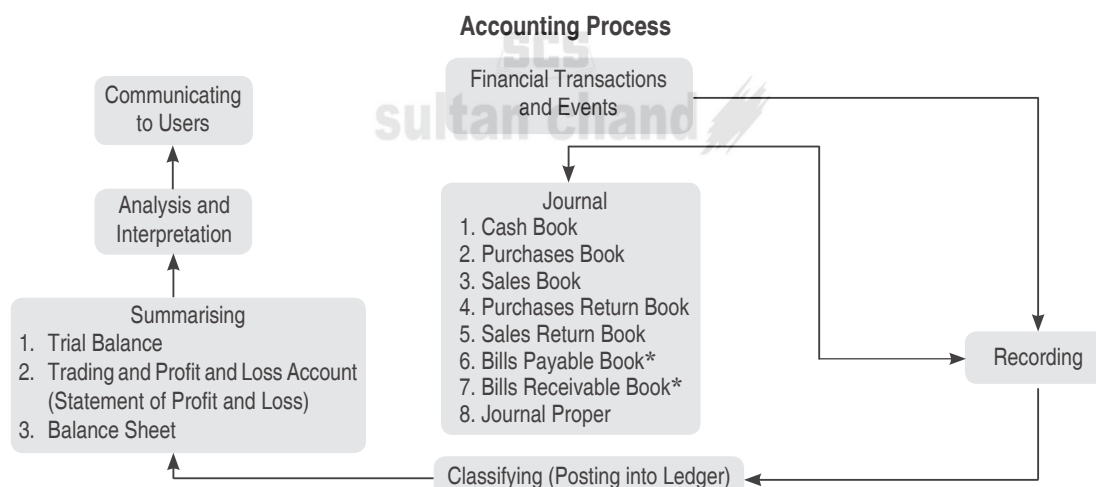 Accounting Process
SCS
sultan chand
Financial Transactions
and Events
Communicating
to Users
Analysis and
Interpretation
Journal
1. Cash Book
2. Purchases Book
3. Sales Book
4. Purchases Return Book
5. Sales Return Book
6. Bills Payable Book*
7. Bills Receivable Book*
8. Journal Proper
Recording
Summarising
1. Trial Balance
2. Trading and Profit and Loss Account
(Statement of Profit and Loss)
3. Balance Sheet
Classifying (Posting into Ledger)